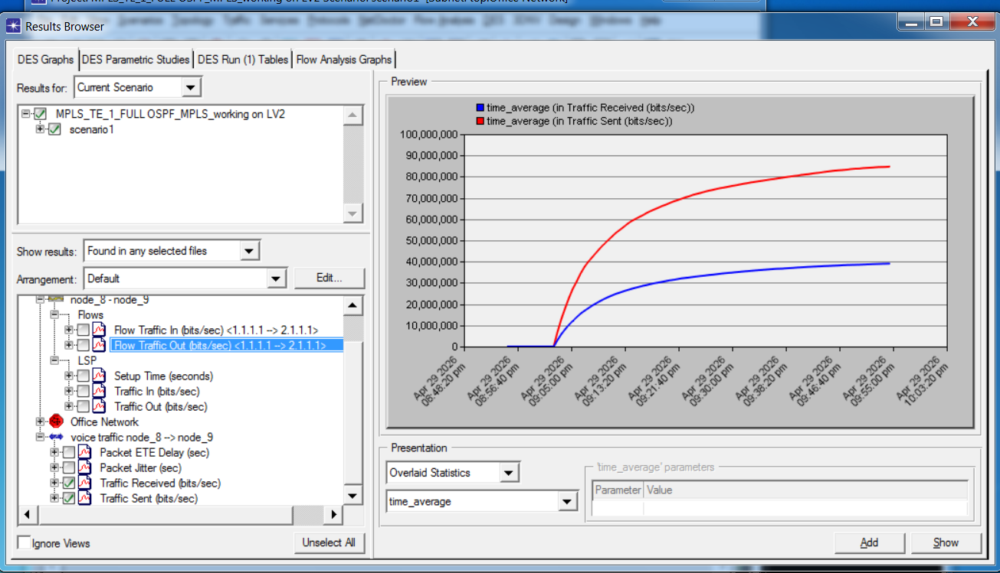 Project: MPLS_TE_1_FULL OSPF_MPLS_working on LV2 Scenario: scenario1 [Subnet: top.Office Network]
Results Browser
DES Graphs DES Parametric Studies DES Run (1) Tables Flow Analysis Graphs
Results for: Current Scenario
MPLS_TE_1_FULL OSPF_MPLS_working on LV2
scenario1
Show results: Found in any selected files
Arrangement: Default Edit...
node_8 - node_9
Flows
Flow Traffic In (bits/sec) <1.1.1.1 --> 2.1.1.1>
Flow Traffic Out (bits/sec) <1.1.1.1 --> 2.1.1.1>
LSP
Setup Time (seconds)
Traffic In (bits/sec)
Traffic Out (bits/sec)
Office Network
voice traffic node_8 --> node_9
Packet ETE Delay (sec)
Packet Jitter (sec)
Traffic Received (bits/sec)
Traffic Sent (bits/sec)
Ignore Views Unselect All
Preview
time_average (in Traffic Received (bits/sec))
time_average (in Traffic Sent (bits/sec))
100,000,000
90,000,000
80,000,000
70,000,000
60,000,000
50,000,000
40,000,000
30,000,000
20,000,000
10,000,000
0
Apr 29 2026 08:48:20 pm
Apr 29 2026 08:56:40 pm
Apr 29 2026 09:05:00 pm
Apr 29 2026 09:13:20 pm
Apr 29 2026 09:21:40 pm
Apr 29 2026 09:30:00 pm
Apr 29 2026 09:38:20 pm
Apr 29 2026 09:46:40 pm
Apr 29 2026 09:55:00 pm
Apr 29 2026 10:03:20 pm
Presentation
Overlaid Statistics
time_average
'time_average' parameters
Parameter Value
Add Show